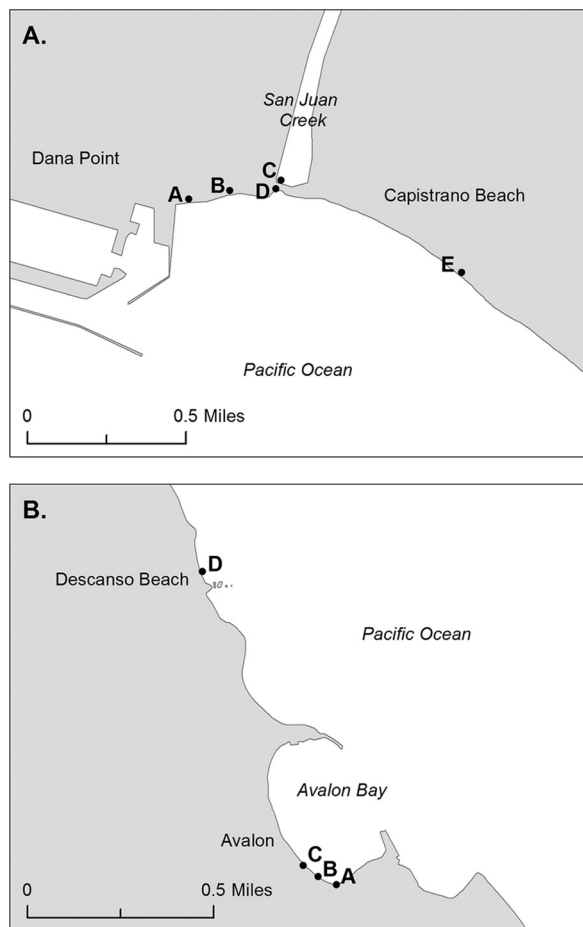 A.
San Juan
Creek
Dana Point
C
B
A
D
Capistrano Beach
E
Pacific Ocean
0
0.5 Miles
B.
D
Descanso Beach
Pacific Ocean
Avalon Bay
Avalon
C
B
A
0
0.5 Miles